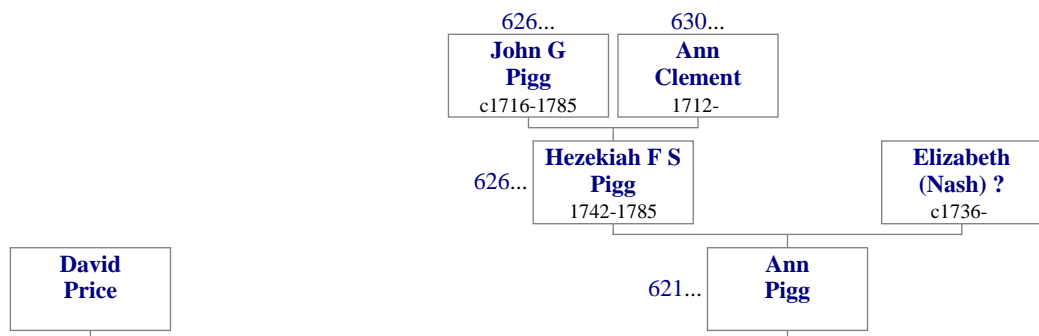 626...
630...
John G
Pigg
c1716-1785
Ann
Clement
1712-
626...
Hezekiah F S
Pigg
1742-1785
Elizabeth
(Nash) ?
c1736-
David
Price
621...
Ann
Pigg